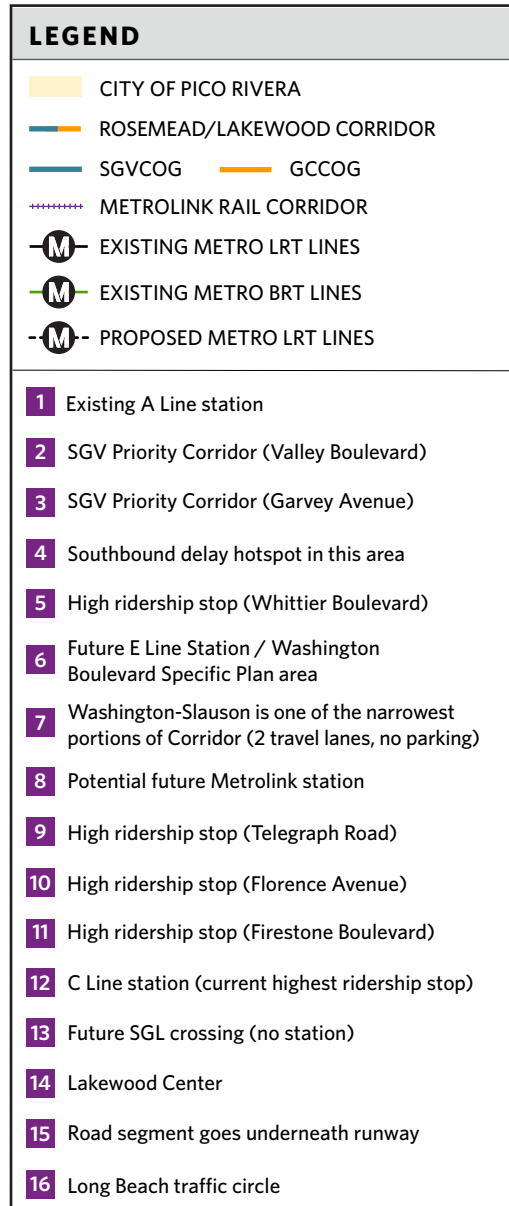 LEGEND
CITY OF PICO RIVERA
ROSEMEAD/LAKEWOOD CORRIDOR
SGVCOG GCCOG
METROLINK RAIL CORRIDOR
M EXISTING METRO LRT LINES
M EXISTING METRO BRT LINES
M PROPOSED METRO LRT LINES
1 Existing A Line station
2 SGV Priority Corridor (Valley Boulevard)
3 SGV Priority Corridor (Garvey Avenue)
4 Southbound delay hotspot in this area
5 High ridership stop (Whittier Boulevard)
6 Future E Line Station / Washington
Boulevard Specific Plan area
7 Washington-Slauson is one of the narrowest
portions of Corridor (2 travel lanes, no parking)
8 Potential future Metrolink station
9 High ridership stop (Telegraph Road)
10 High ridership stop (Florence Avenue)
11 High ridership stop (Firestone Boulevard)
12 C Line station (current highest ridership stop)
13 Future SGL crossing (no station)
14 Lakewood Center
15 Road segment goes underneath runway
16 Long Beach traffic circle